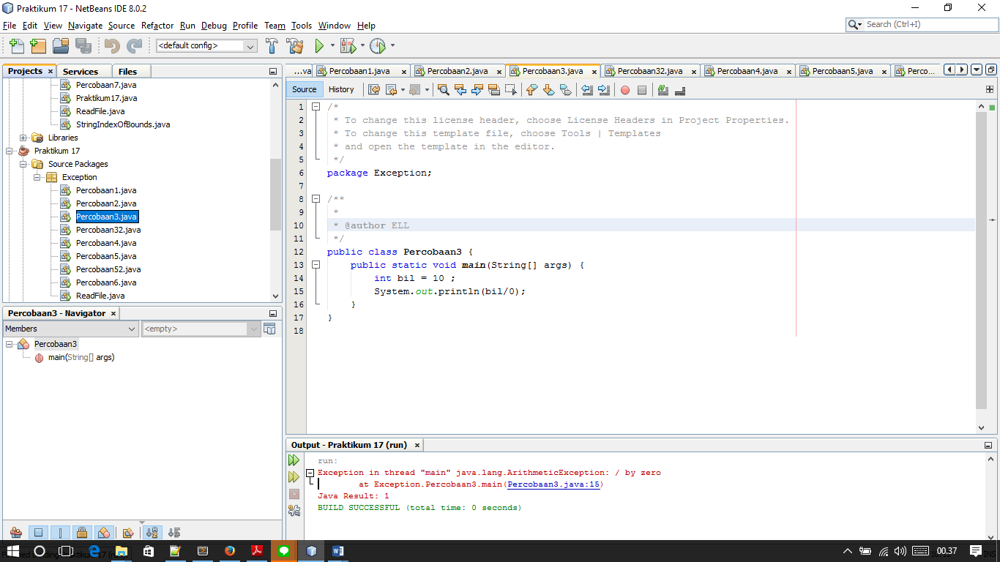 Praktikum 17 - NetBeans IDE 8.0.2
File Edit View Navigate Source Refactor Run Debug Profile Team Tools Window Help
Search (Ctrl+I)
<default config>
Projects Services Files
Percobaan7.java
Praktikum17.java
ReadFile.java
StringIndexOfBounds.java
Libraries
Praktikum 17
Source Packages
Exception
Percobaan1.java
Percobaan2.java
Percobaan3.java
Percobaan32.java
Percobaan4.java
Percobaan5.java
Percobaan52.java
Percobaan6.java
ReadFile.java
Percobaan3 - Navigator
Members <empty>
Percobaan3
main(String[] args)
...va Percobaan1.java Percobaan2.java Percobaan3.java Percobaan32.java Percobaan4.java Percobaan5.java Perco...
Source History
1 /*
2 * To change this license header, choose License Headers in Project Properties.
3 * To change this template file, choose Tools | Templates
4 * and open the template in the editor.
5 */
6 package Exception;
7
8 /**
9 *
10 * @author ELL
11 */
12 public class Percobaan3 {
13 public static void main(String[] args) {
14 int bil = 10 ;
15 System.out.println(bil/0);
16 }
17 }
18
Output - Praktikum 17 (run)
run:
Exception in thread "main" java.lang.ArithmeticException: / by zero
at Exception.Percobaan3.main(Percobaan3.java:15)
Java Result: 1
BUILD SUCCESSFUL (total time: 0 seconds)
00.37
INS